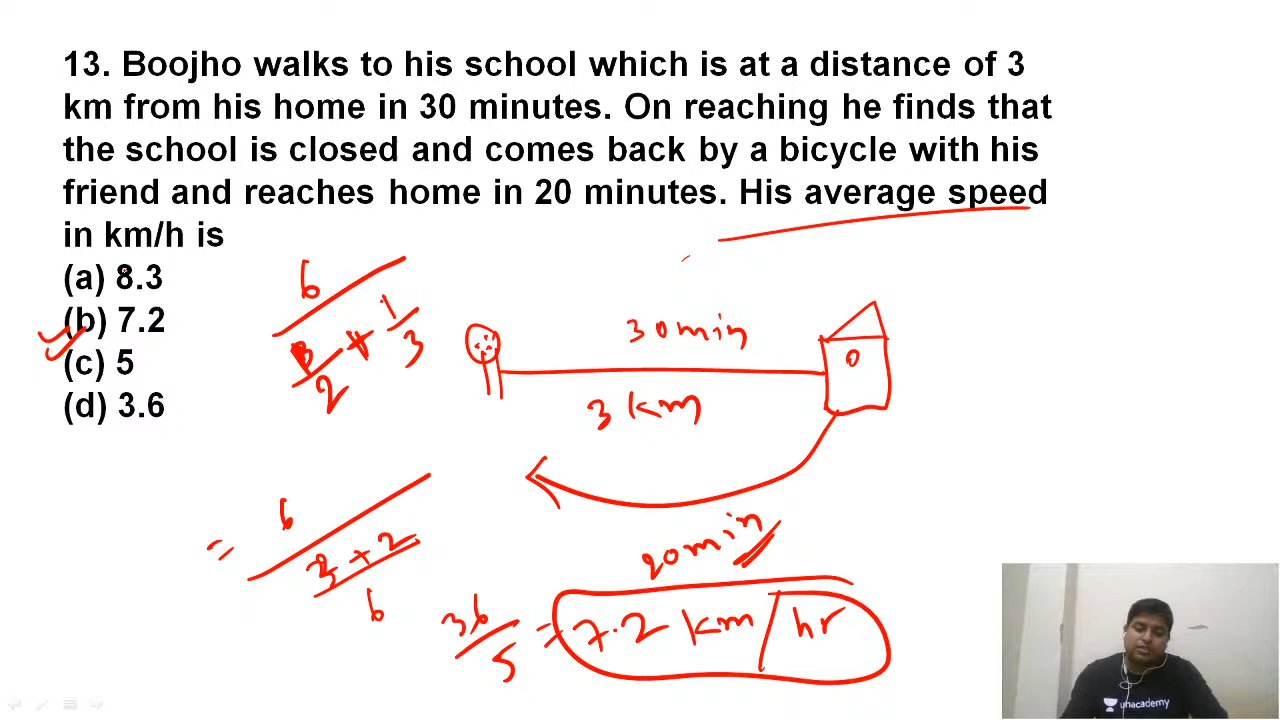 13. Boojho walks to his school which is at a distance of 3
km from his home in 30 minutes. On reaching he finds that
the school is closed and comes back by a bicycle with his
friend and reaches home in 20 minutes. His average speed
in km/h is
(a) 8.3
(b) 7.2
(c) 5
(d) 3.6
6
/2 + 1/3
30 min
3 km
= 6
3 + 2
6
20 min
36/5 = 7.2 km/hr
unacademy